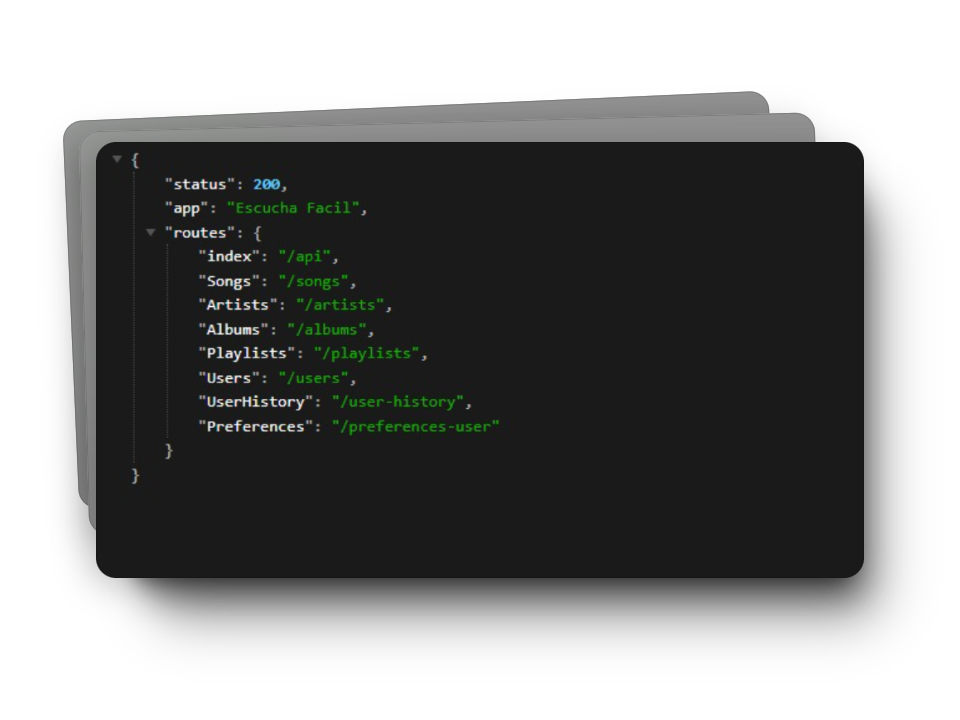 {
"status": 200,
"app": "Escucha Facil",
"routes": {
"index": "/api",
"Songs": "/songs",
"Artists": "/artists",
"Albums": "/albums",
"Playlists": "/playlists",
"Users": "/users",
"UserHistory": "/user-history",
"Preferences": "/preferences-user"
}
}